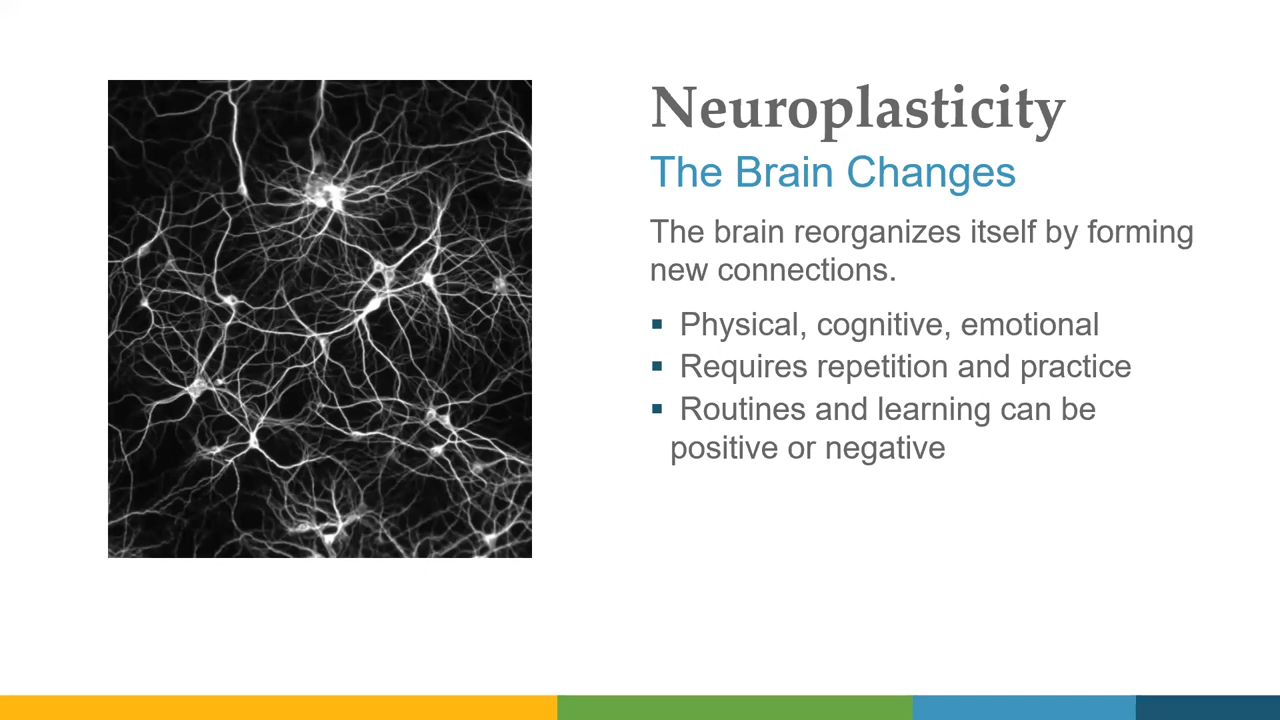 Neuroplasticity
The Brain Changes
The brain reorganizes itself by forming
new connections.
▪ Physical, cognitive, emotional
▪ Requires repetition and practice
▪ Routines and learning can be
positive or negative